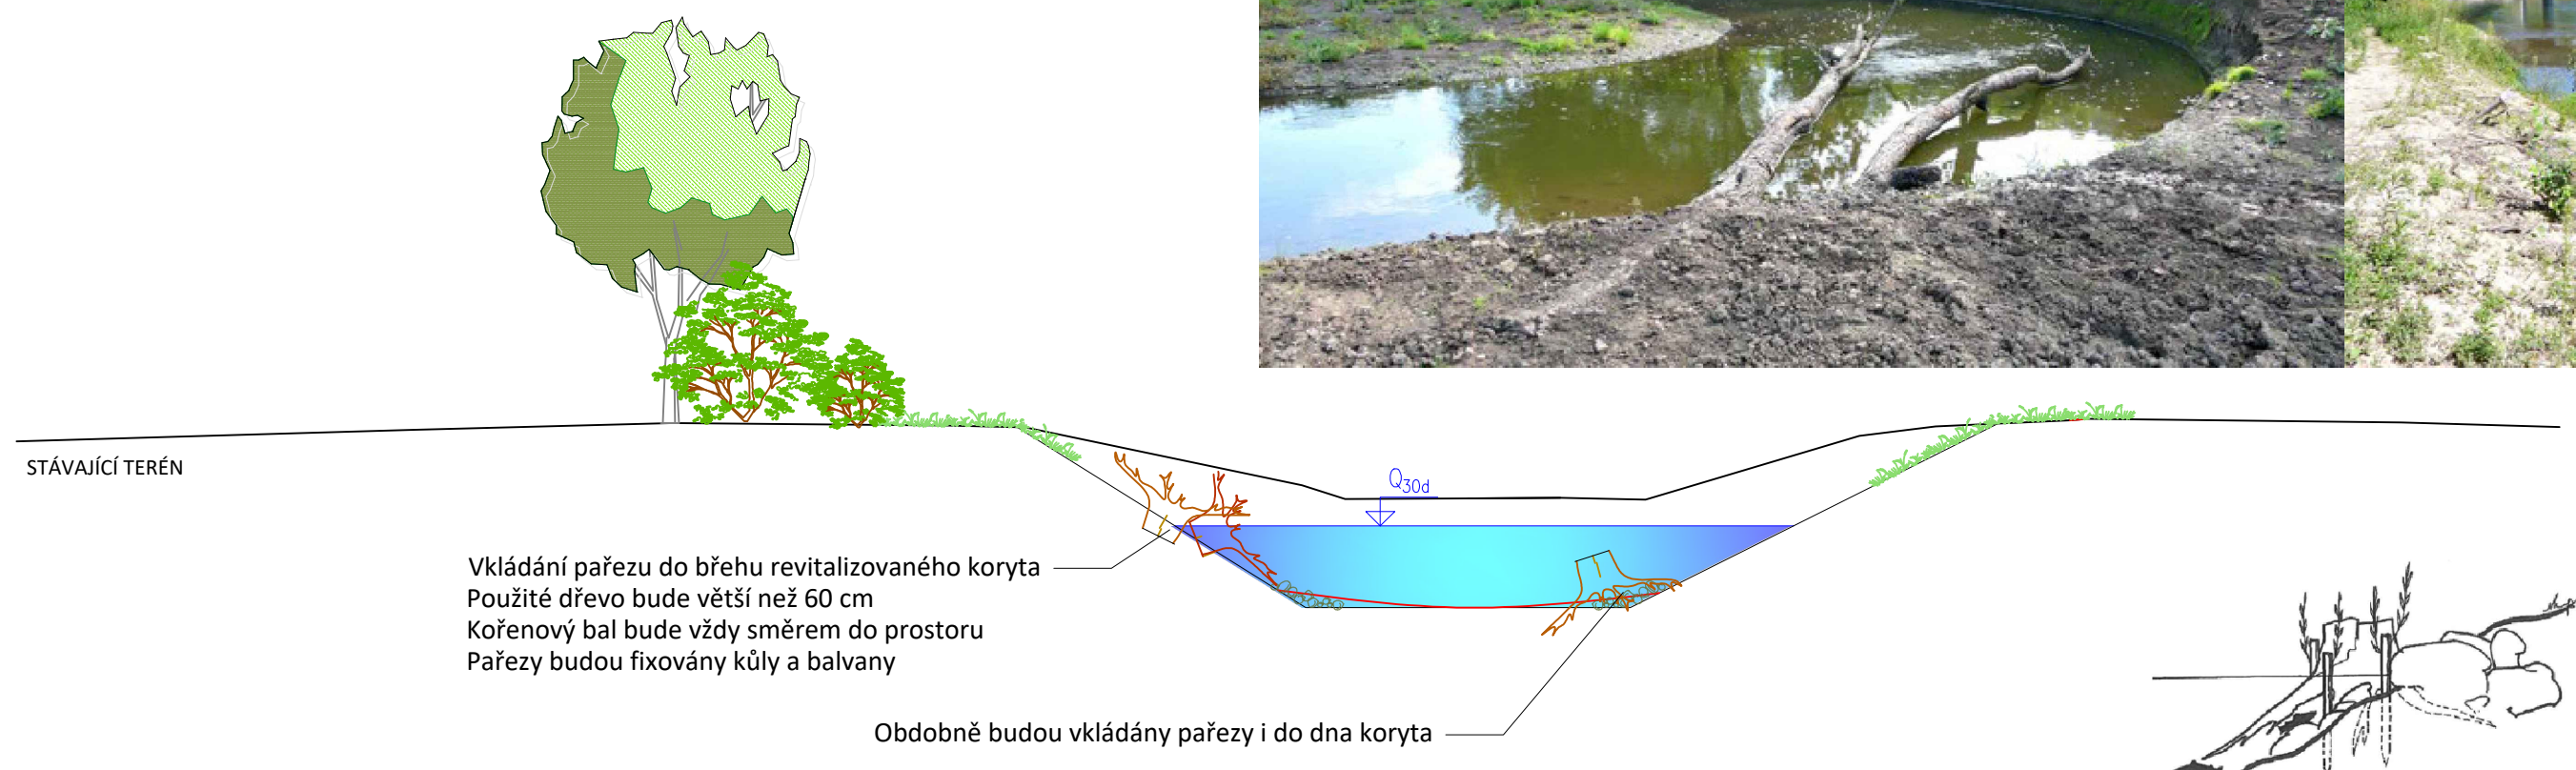 STÁVAJÍCÍ TERÉN
Q30d
Vkládání pařezu do břehu revitalizovaného koryta
Použité dřevo bude větší než 60 cm
Kořenový bal bude vždy směrem do prostoru
Pařezy budou fixovány kůly a balvany
Obdobně budou vkládány pařezy i do dna koryta